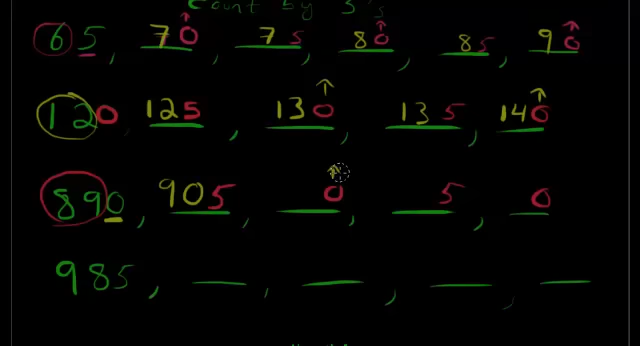 Count by 5's
65, 70, 75, 80, 85, 90
120, 125, 130, 135, 140
890, 905, 0, 5, 0
985,